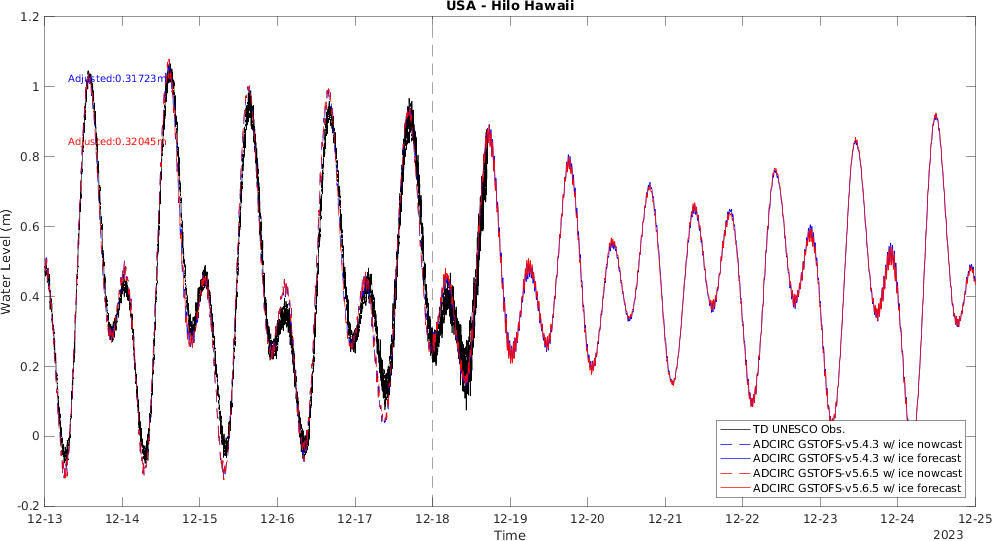 USA - Hilo Hawaii
1.2
1
0.8
0.6
0.4
0.2
0
-0.2
Water Level (m)
Adjusted:0.31723m
Adjusted:0.32045m
TD UNESCO Obs.
ADCIRC GSTOFS-v5.4.3 w/ ice nowcast
ADCIRC GSTOFS-v5.4.3 w/ ice forecast
ADCIRC GSTOFS-v5.6.5 w/ ice nowcast
ADCIRC GSTOFS-v5.6.5 w/ ice forecast
12-13 12-14 12-15 12-16 12-17 12-18 12-19 12-20 12-21 12-22 12-23 12-24 12-25
Time
2023